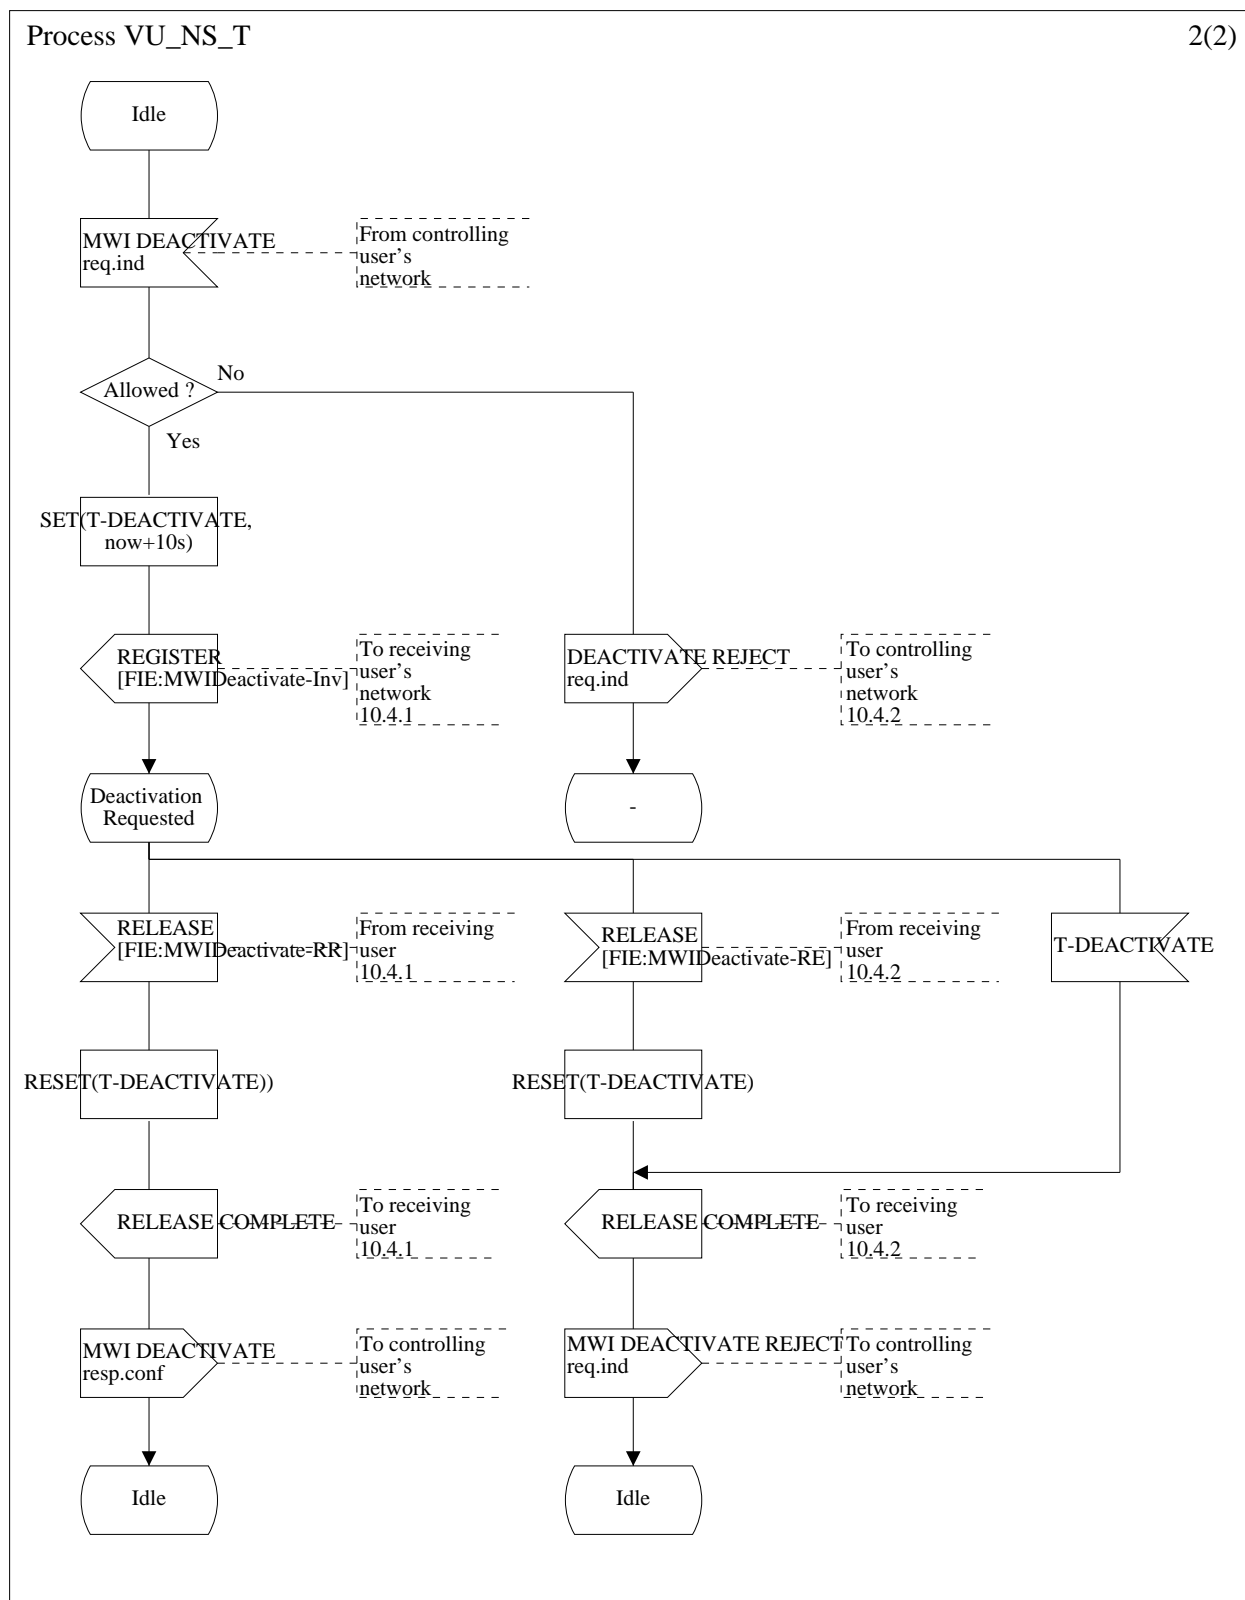 Process VU_NS_T
2(2)
Idle
MWI DEACTIVATE
req.ind
From controlling
user's
network
Allowed ?
No
Yes
SET(T-DEACTIVATE,
now+10s)
REGISTER
[FIE:MWIDeactivate-Inv]
To receiving
user's
network
10.4.1
DEACTIVATE REJECT
req.ind
To controlling
user's
network
10.4.2
Deactivation
Requested
-
RELEASE
[FIE:MWIDeactivate-RR]
From receiving
user
10.4.1
RELEASE
[FIE:MWIDeactivate-RE]
From receiving
user
10.4.2
T-DEACTIVATE
RESET(T-DEACTIVATE))
RESET(T-DEACTIVATE)
RELEASE COMPLETE
To receiving
user
10.4.1
RELEASE COMPLETE
To receiving
user
10.4.2
MWI DEACTIVATE
resp.conf
To controlling
user's
network
MWI DEACTIVATE REJECT
req.ind
To controlling
user's
network
Idle
Idle